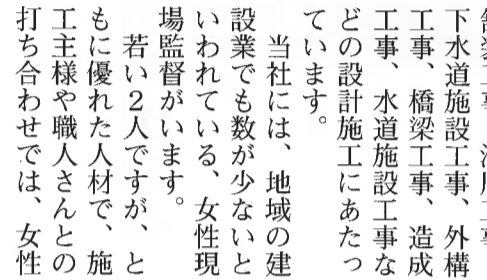 下水道施設工事、外構
工事、橋梁工事、造成
工事、水道施設工事な
どの設計施工にあたっ
ています。
当社には、地域の建
設業でも数が少ないと
いわれている、女性現
場監督がいます。
若い2人ですが、と
もに優れた人材で、施
工主様や職人さんとの
打ち合わせでは、女性